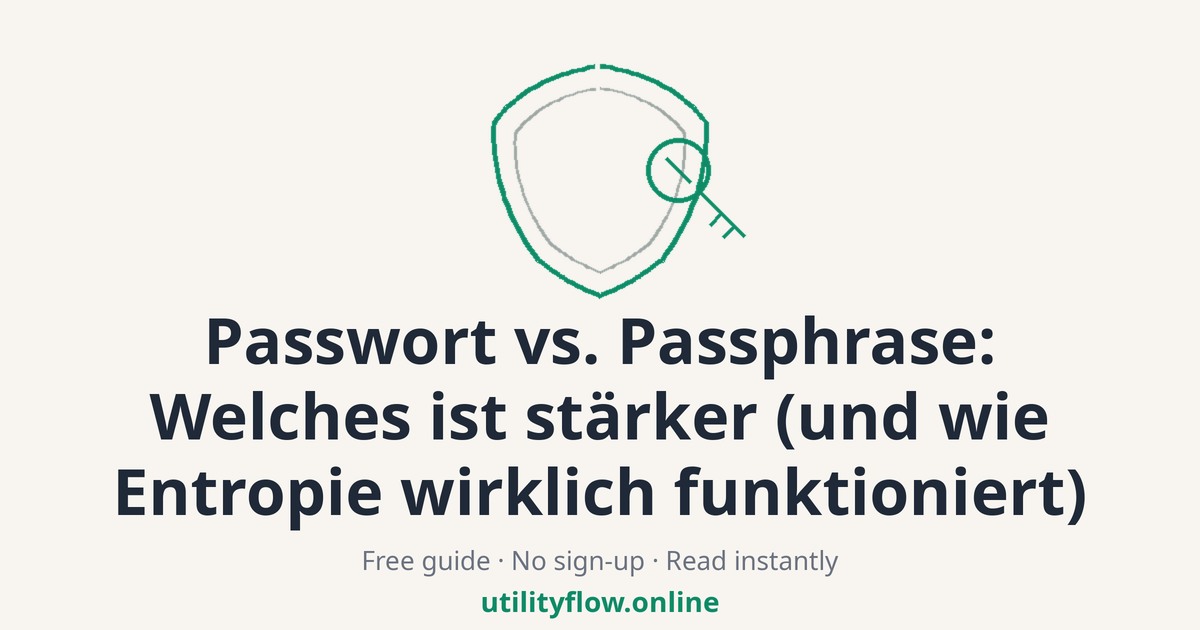 Passwort vs. Passphrase:
Welches ist stärker (und wie
Entropie wirklich funktioniert)
Free guide · No sign-up · Read instantly
utilityflow.online